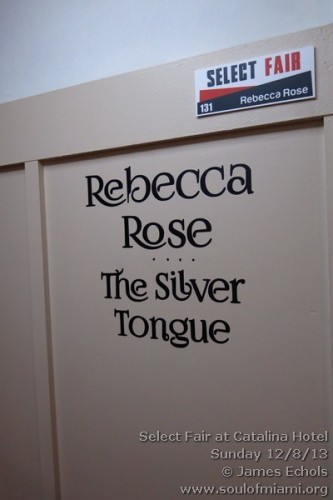 SELECT FAIR
131 Rebecca Rose
Rebecca
Rose
....
The Silver
Tongue
Select Fair at Catalina Hotel
Sunday 12/8/13
© James Echols
www.soulofmiami.org